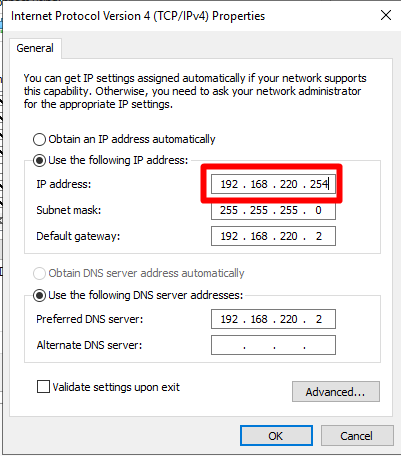 Internet Protocol Version 4 (TCP/IPv4) Properties
General
You can get IP settings assigned automatically if your network supports
this capability. Otherwise, you need to ask your network administrator
for the appropriate IP settings.
Obtain an IP address automatically
Use the following IP address:
IP address: 192 . 168 . 220 . 254
Subnet mask: 255 . 255 . 255 . 0
Default gateway: 192 . 168 . 220 . 2
Obtain DNS server address automatically
Use the following DNS server addresses:
Preferred DNS server: 192 . 168 . 220 . 2
Alternate DNS server: . . .
Validate settings upon exit
Advanced...
OK Cancel